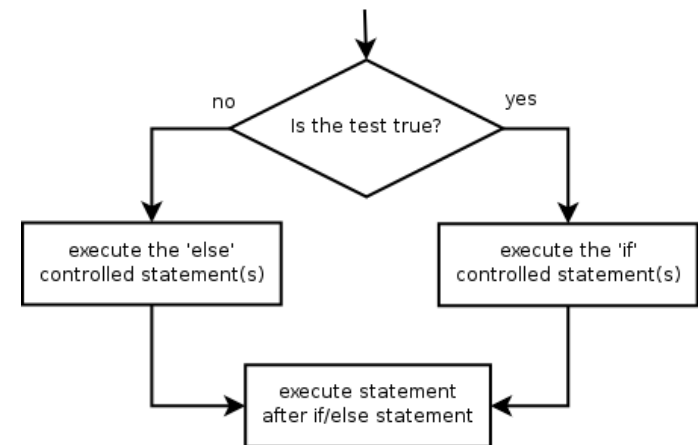 no
yes
Is the test true?
execute the 'else'
controlled statement(s)
execute the 'if'
controlled statement(s)
execute statement
after if/else statement